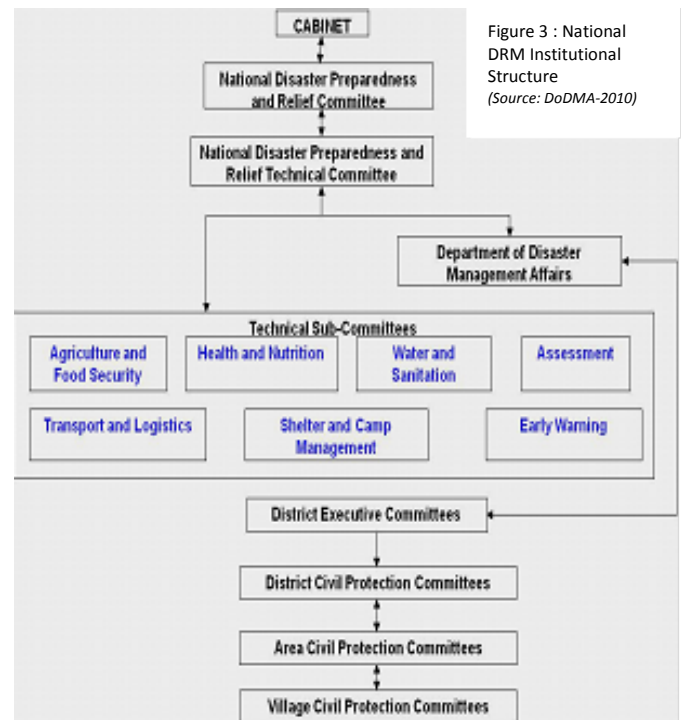 CABINET
Figure 3 : National
DRM Institutional
Structure
(Source: DoDMA-2010)
National Disaster Preparedness
and Relief Committee
National Disaster Preparedness and
Relief Technical Committee
Department of Disaster
Management Affairs
Technical Sub-Committees
Agriculture and
Food Security
Health and Nutrition
Water and
Sanitation
Assessment
Transport and Logistics
Shelter and Camp
Management
Early Warning
District Executive Committees
District Civil Protection Committees
Area Civil Protection Committees
Village Civil Protection Committees